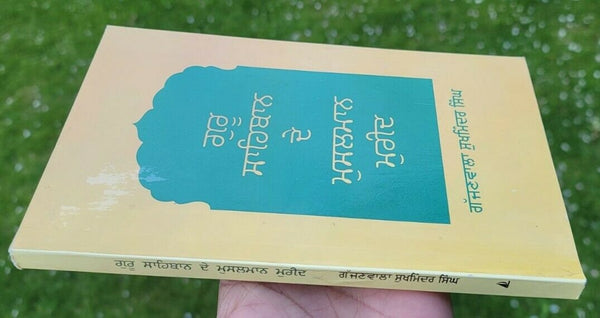 ਗੁਰੂ
ਸਾਹਿਬਾਨ
ਦੇ
ਮੁਸਲਮਾਨ
ਮੁਰੀਦ
ਗੱਜਣਵਾਲਾ ਸੁਖਮਿੰਦਰ ਸਿੰਘ
ਗੁਰੂ ਸਾਹਿਬਾਨ ਦੇ ਮੁਸਲਮਾਨ ਮੁਰੀਦ ਗੱਜਣਵਾਲਾ ਸੁਖਮਿੰਦਰ ਸਿੰਘ